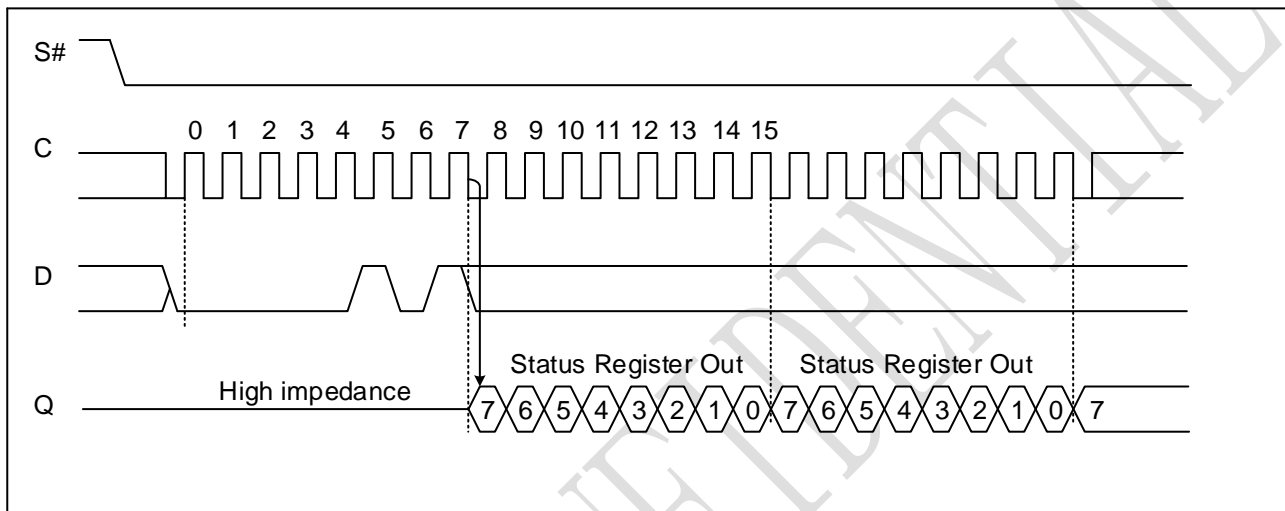 S#
0 1 2 3 4 5 6 7 8 9 10 11 12 13 14 15
C
D
Status Register Out Status Register Out
High impedance
Q 7 6 5 4 3 2 1 0 7 6 5 4 3 2 1 0 7